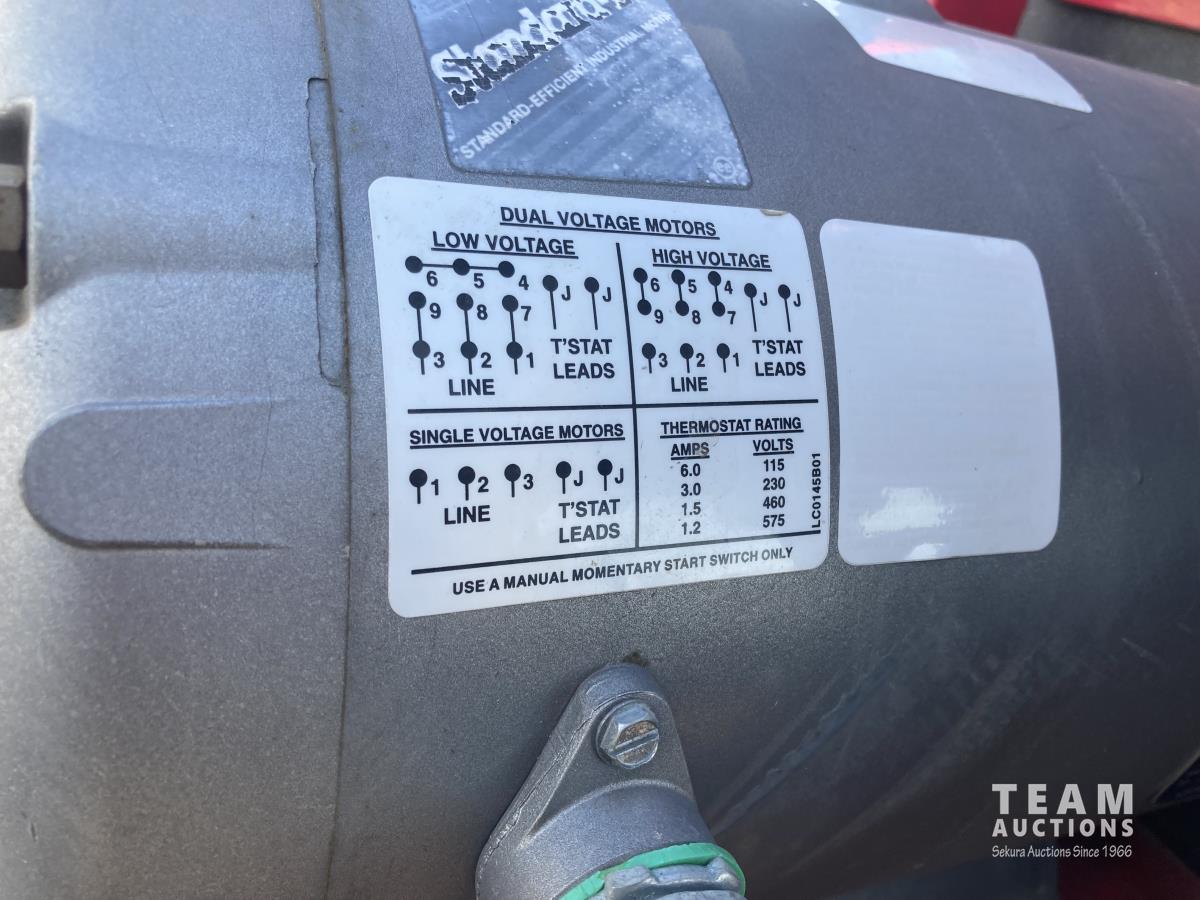 Standard-
STANDARD-EFFICIENT INDUSTRIAL MOTOR
DUAL VOLTAGE MOTORS
LOW VOLTAGE
6 5 4
9 8 7 J J
3 2 1 T'STAT
LINE LEADS
HIGH VOLTAGE
6 5 4
9 8 7 J J
3 2 1 T'STAT
LINE LEADS
SINGLE VOLTAGE MOTORS
1 2 3 J J
LINE T'STAT
LEADS
THERMOSTAT RATING
AMPS VOLTS
6.0 115
3.0 230
1.5 460
1.2 575
LC0145B01
USE A MANUAL MOMENTARY START SWITCH ONLY
TEAM
AUCTIONS
Sekura Auctions Since 1966